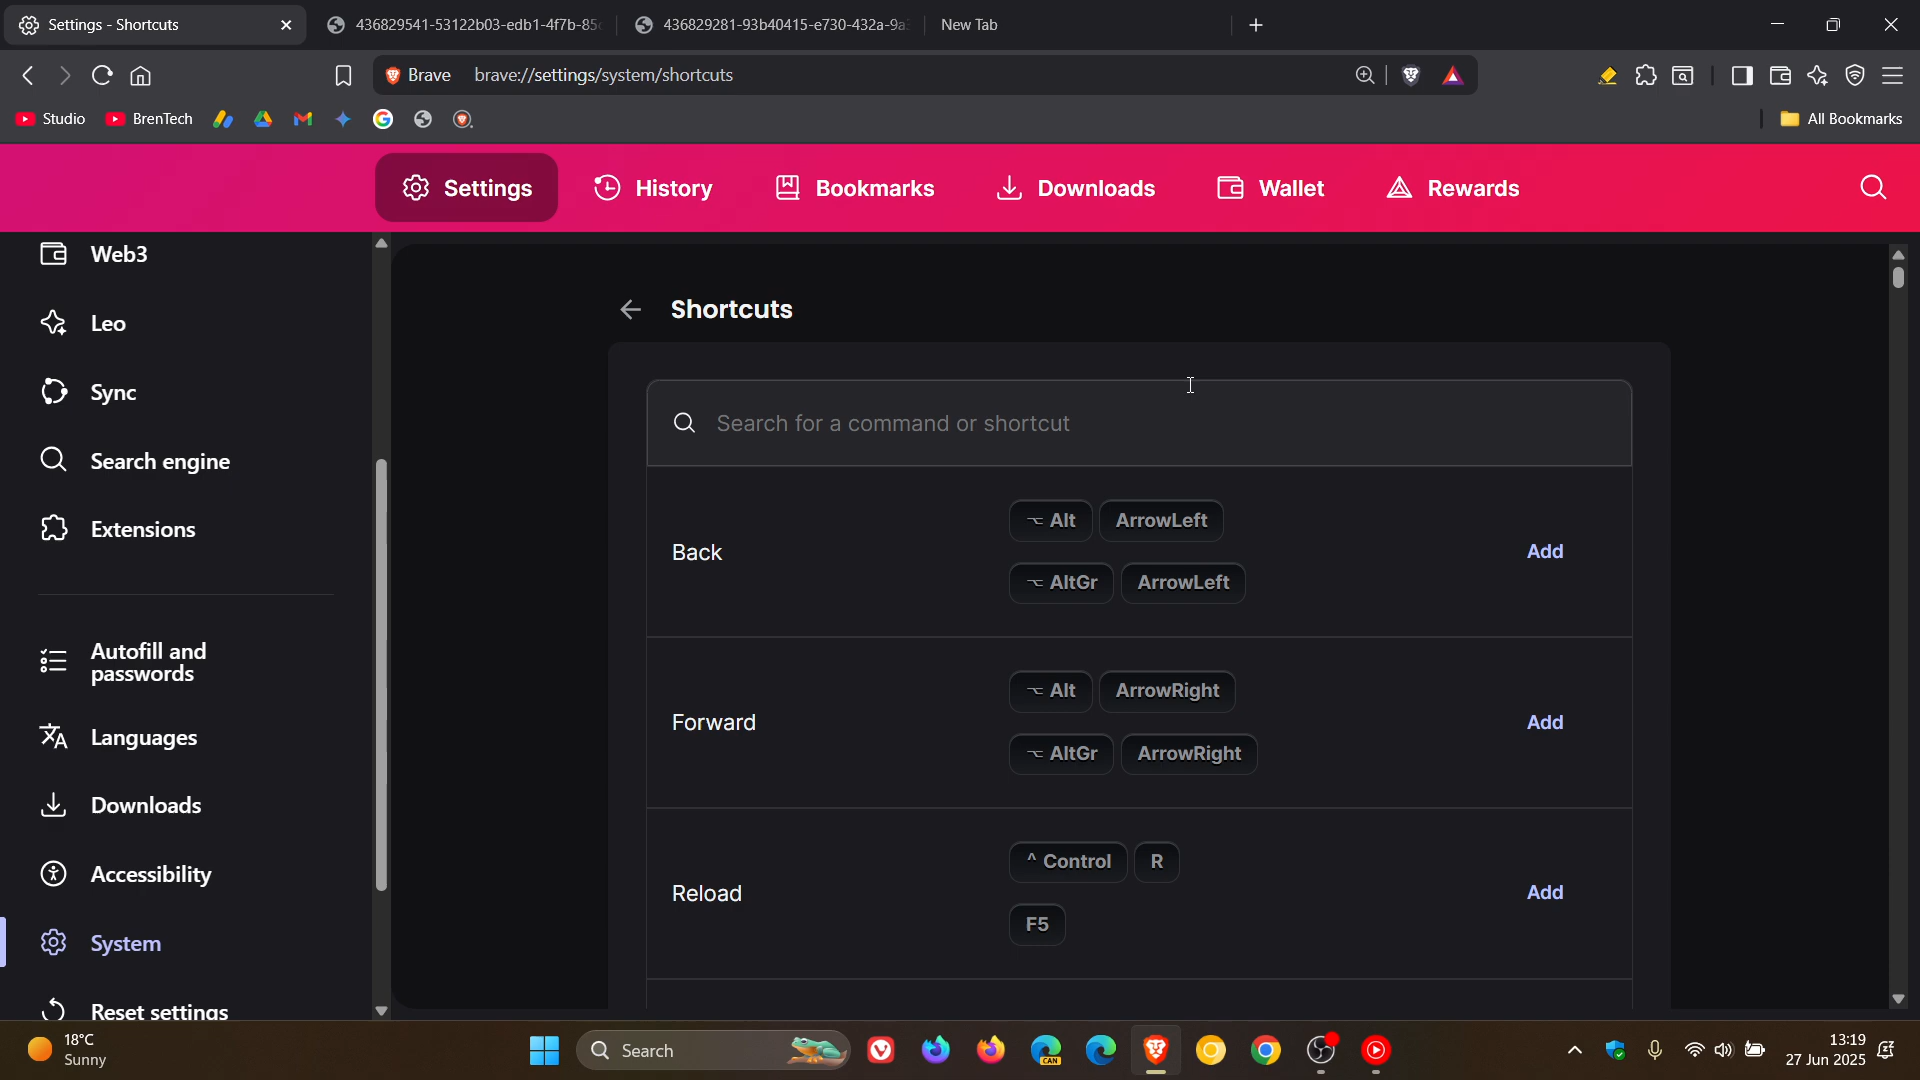 Settings - Shortcuts
436829541-53122b03-edb1-4f7b-85
436829281-93b40415-e730-432a-9a
New Tab
Brave
brave://settings/system/shortcuts
Studio
BrenTech
All Bookmarks
Settings
History
Bookmarks
Downloads
Wallet
Rewards
Web3
Leo
Sync
Search engine
Extensions
Autofill and
passwords
Languages
Downloads
Accessibility
System
Reset settings
Shortcuts
Search for a command or shortcut
Back
⌥ Alt ArrowLeft
⌥ AltGr ArrowLeft
Add
Forward
⌥ Alt ArrowRight
⌥ AltGr ArrowRight
Add
Reload
^ Control R
F5
Add
18°C
Sunny
Search
CAN
13:19
27 Jun 2025